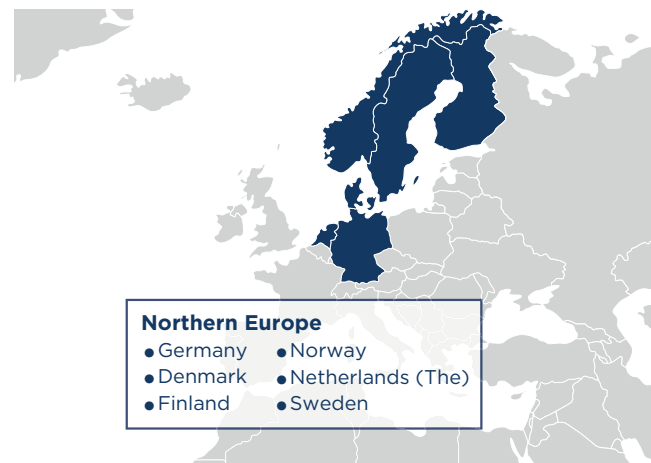 Northern Europe
• Germany
• Denmark
• Finland
• Norway
• Netherlands (The)
• Sweden